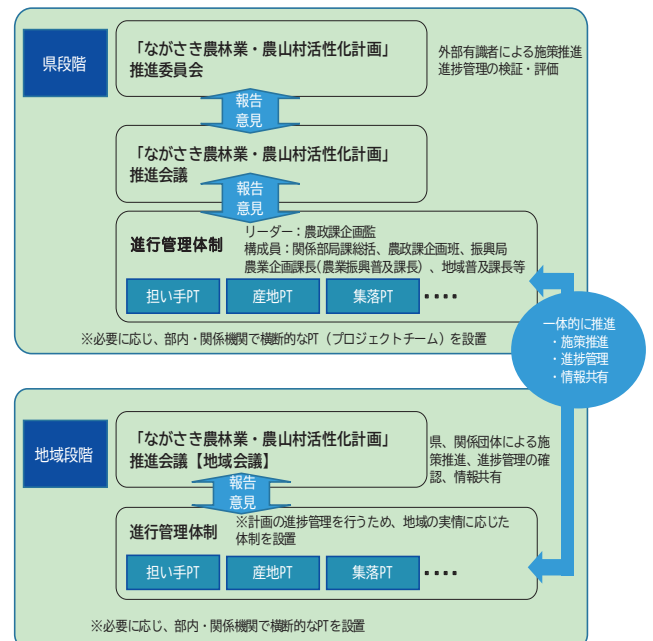 県段階
「ながさき農林業・農山村活性化計画」
推進委員会
外部有識者による施策推進
進捗管理の検証・評価
報告
意見
「ながさき農林業・農山村活性化計画」
推進会議
報告
意見
進行管理体制
リーダー：農政課企画監
構成員：関係部局課総括、農政課企画班、振興局
農業企画課長(農業振興普及課長）、地域普及課長等
担い手PT
産地PT
集落PT
・・・・
※必要に応じ、部内・関係機関で横断的なPT（プロジェクトチーム）を設置
一体的に推進
・施策推進
・進捗管理
・情報共有
地域段階
「ながさき農林業・農山村活性化計画」
推進会議【地域会議】
県、関係団体による施
策推進、進捗管理の確
認、情報共有
報告
意見
進行管理体制
※計画の進捗管理を行うため、地域の実情に応じた
体制を設置
担い手PT
産地PT
集落PT
・・・・
※必要に応じ、部内・関係機関で横断的なPTを設置